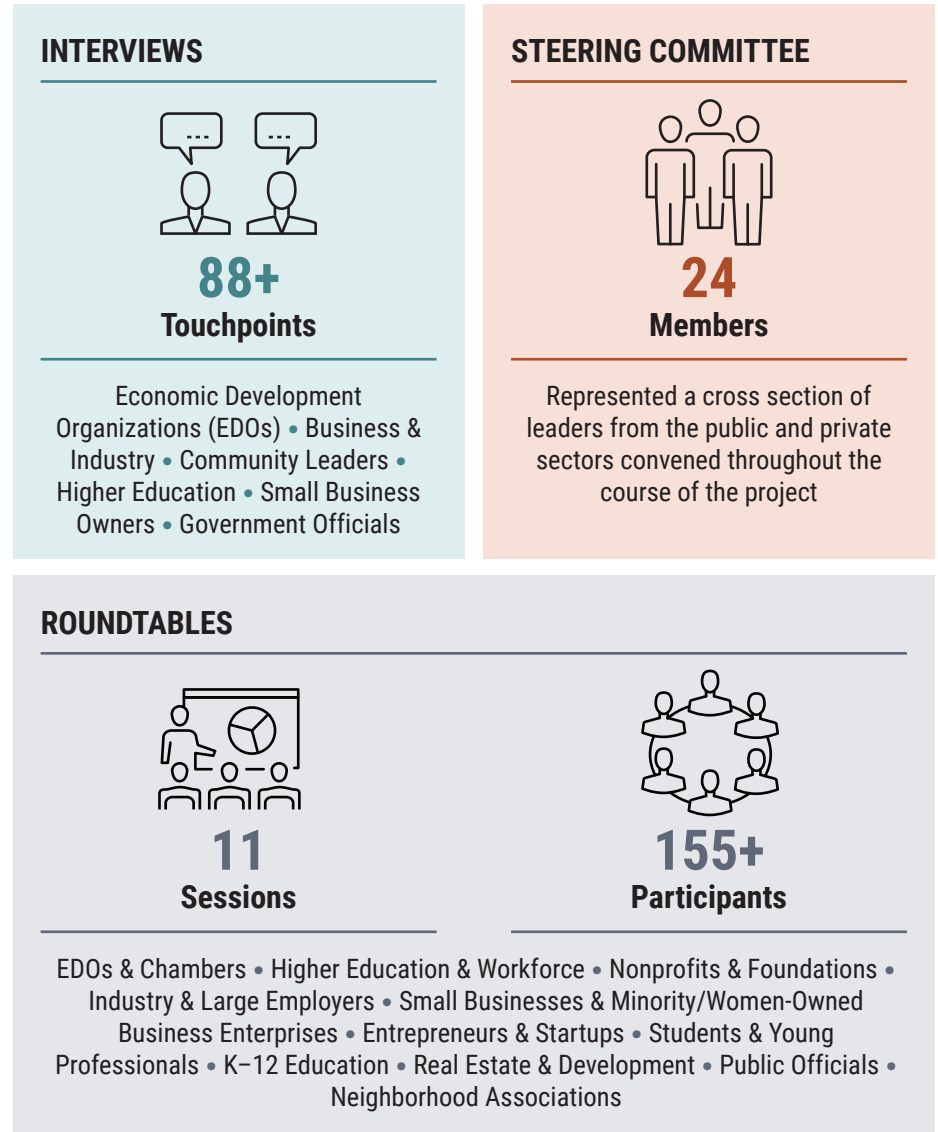 INTERVIEWS
88+
Touchpoints
Economic Development
Organizations (EDOs) • Business &
Industry • Community Leaders •
Higher Education • Small Business
Owners • Government Officials
STEERING COMMITTEE
24
Members
Represented a cross section of
leaders from the public and private
sectors convened throughout the
course of the project
ROUNDTABLES
11
Sessions
155+
Participants
EDOs & Chambers • Higher Education & Workforce • Nonprofits & Foundations •
Industry & Large Employers • Small Businesses & Minority/Women-Owned
Business Enterprises • Entrepreneurs & Startups • Students & Young
Professionals • K–12 Education • Real Estate & Development • Public Officials •
Neighborhood Associations